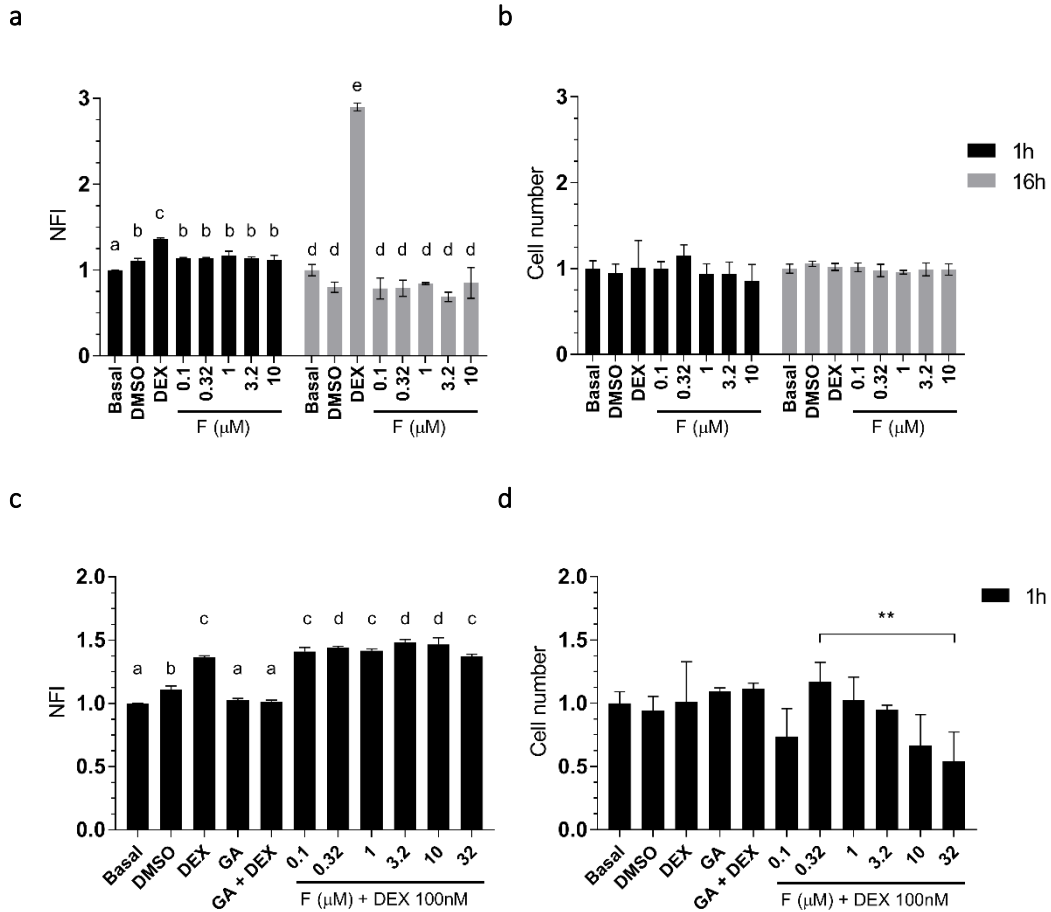 a
b
NFI
3
2
1
0
a b c b b b b b
d d e d d d d d
Basal DMSO DEX 0.1 0.32 1 3.2 10
F (μM)
Basal DMSO DEX 0.1 0.32 1 3.2 10
F (μM)
Cell number
3
2
1
0
Basal DMSO DEX 0.1 0.32 1 3.2 10
F (μM)
Basal DMSO DEX 0.1 0.32 1 3.2 10
F (μM)
1h
16h
c
d
NFI
2.0
1.5
1.0
0.5
0.0
a b c a a c d c d d c
Basal DMSO DEX GA GA + DEX 0.1 0.32 1 3.2 10 32
F (μM) + DEX 100nM
Cell number
2.0
1.5
1.0
0.5
0.0
**
Basal DMSO DEX GA GA + DEX 0.1 0.32 1 3.2 10 32
F (μM) + DEX 100nM
1h